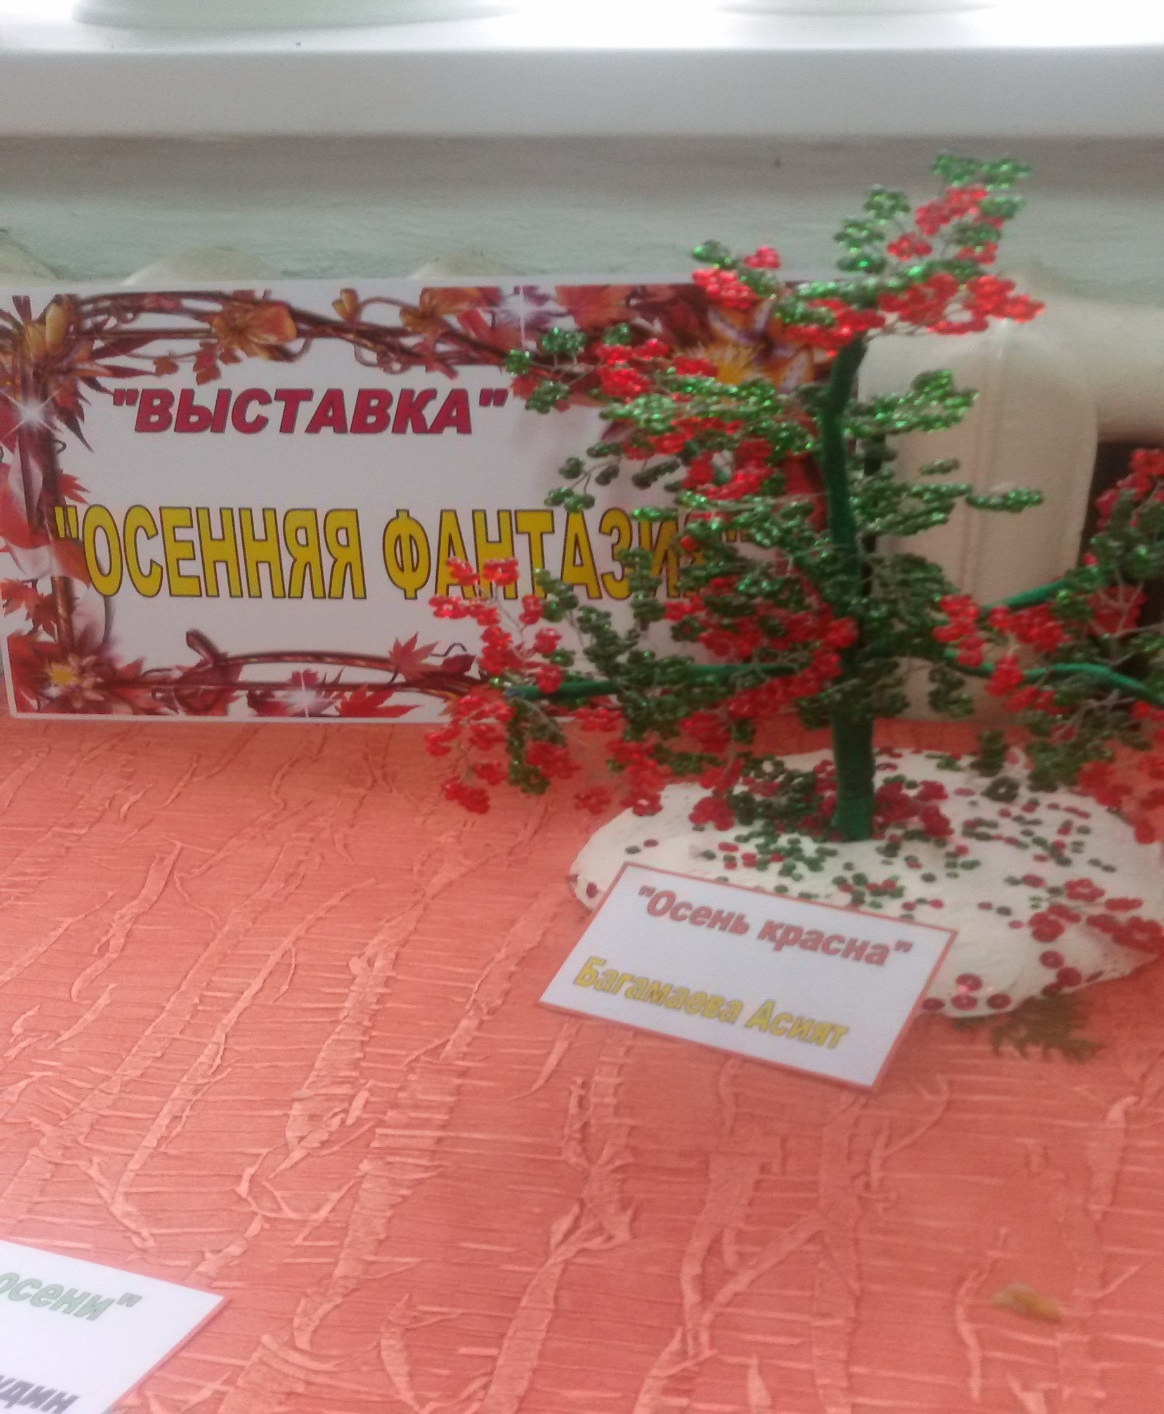 "ВЫСТАВКА"
"ОСЕННЯЯ ФАНТАЗИЯ"
"Осень красна"
Багамаева Асият
осени"